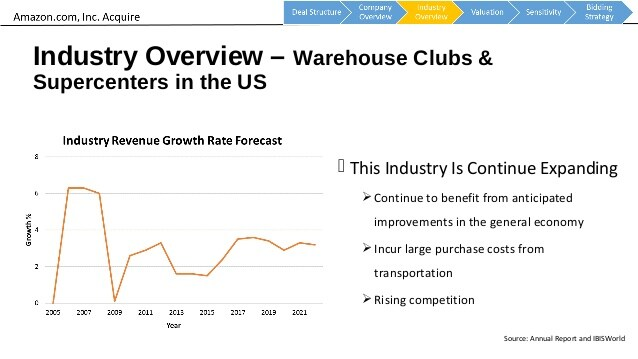 Amazon.com, Inc. Acquire
Deal Structure
Company
Overview
Industry
Overview
Valuation
Sensitivity
Bidding
Strategy
Industry Overview – Warehouse Clubs &
Supercenters in the US
Industry Revenue Growth Rate Forecast
8
6
4
2
0
Growth %
2005 2007 2009 2011 2013 2015 2017 2019 2021
Year
This Industry Is Continue Expanding
Continue to benefit from anticipated
improvements in the general economy
Incur large purchase costs from
transportation
Rising competition
Source: Annual Report and IBISWorld